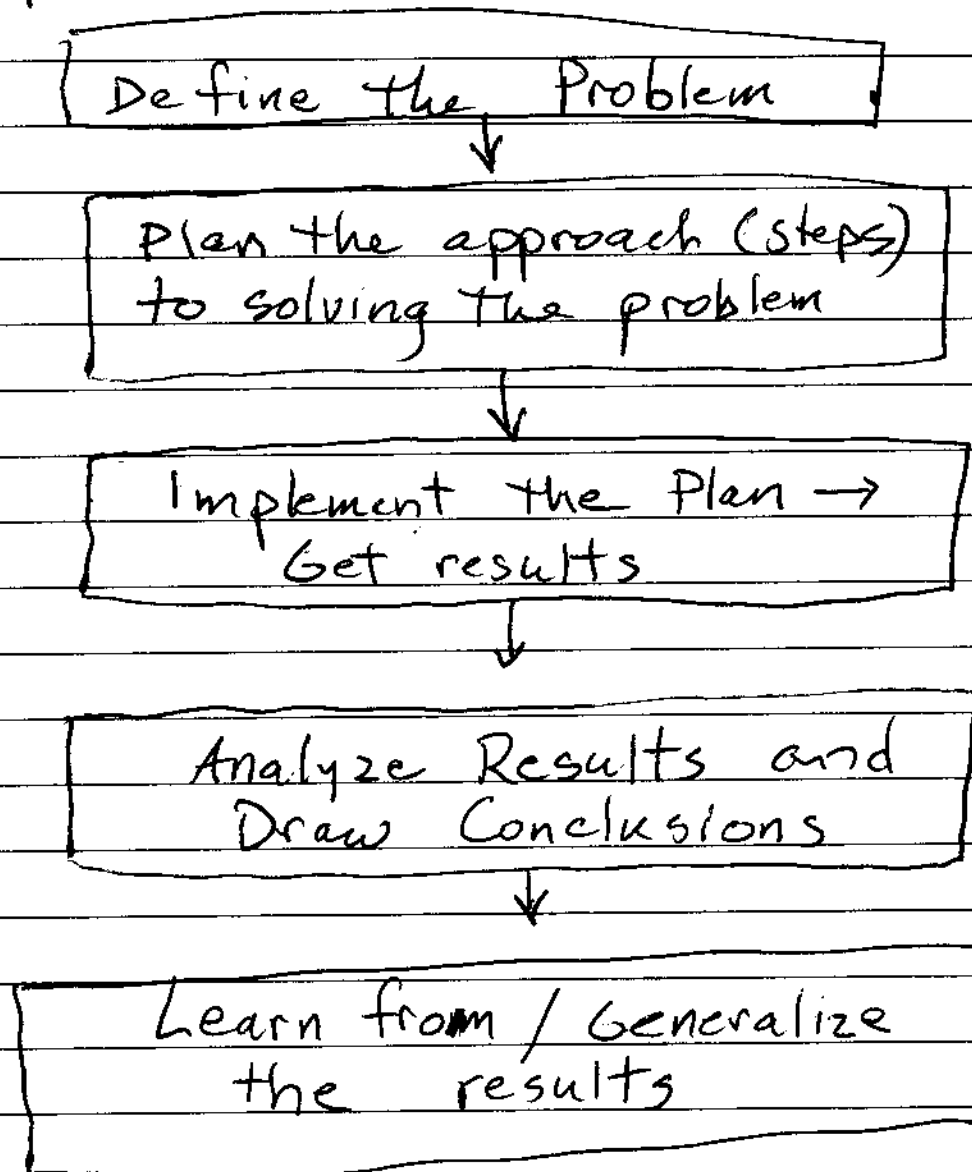 Define the Problem
Plan the approach (steps)
to solving the problem
Implement the Plan →
Get results
Analyze Results and
Draw Conclusions
Learn from / Generalize
the results